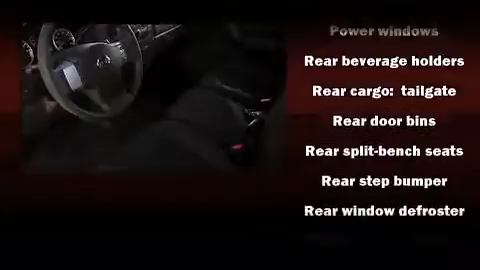 Power windows
Rear beverage holders
Rear cargo: tailgate
Rear door bins
Rear split-bench seats
Rear step bumper
Rear window defroster